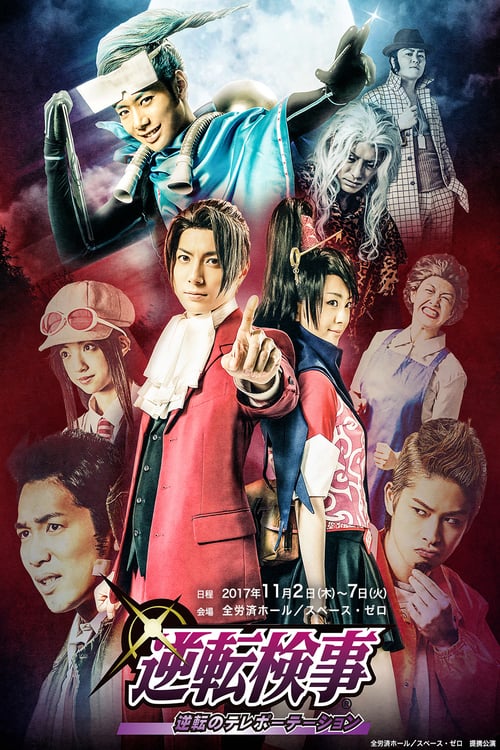 日程 2017年11月2日(木)～7日(火)
会場 全労済ホール／スペース・ゼロ
逆転検事
®
逆転のテレポーテーション
全労済ホール／スペース・ゼロ 提携公演